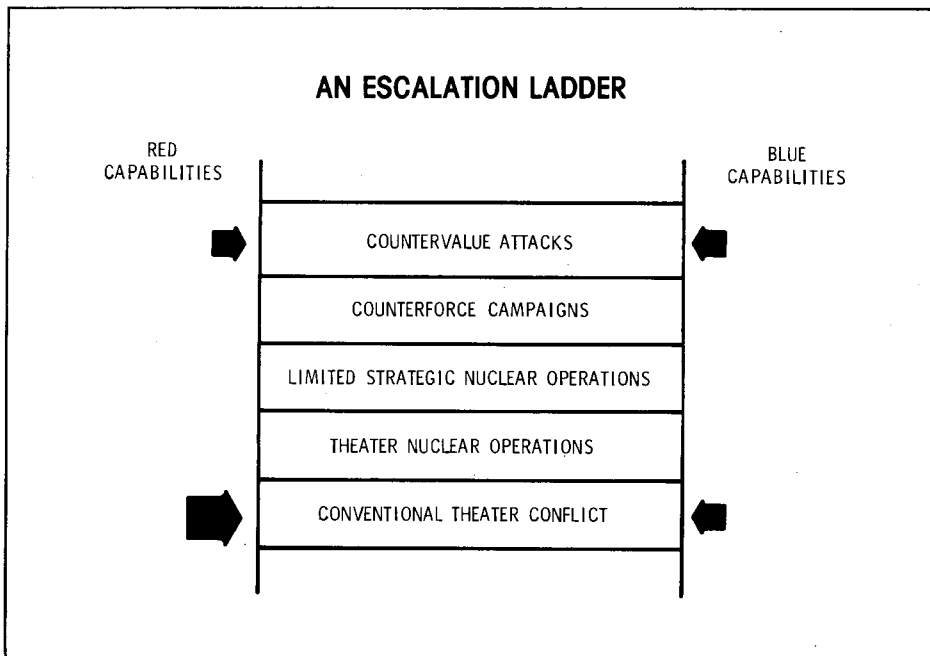 AN ESCALATION LADDER
RED
CAPABILITIES
BLUE
CAPABILITIES
COUNTERVALUE ATTACKS
COUNTERFORCE CAMPAIGNS
LIMITED STRATEGIC NUCLEAR OPERATIONS
THEATER NUCLEAR OPERATIONS
CONVENTIONAL THEATER CONFLICT